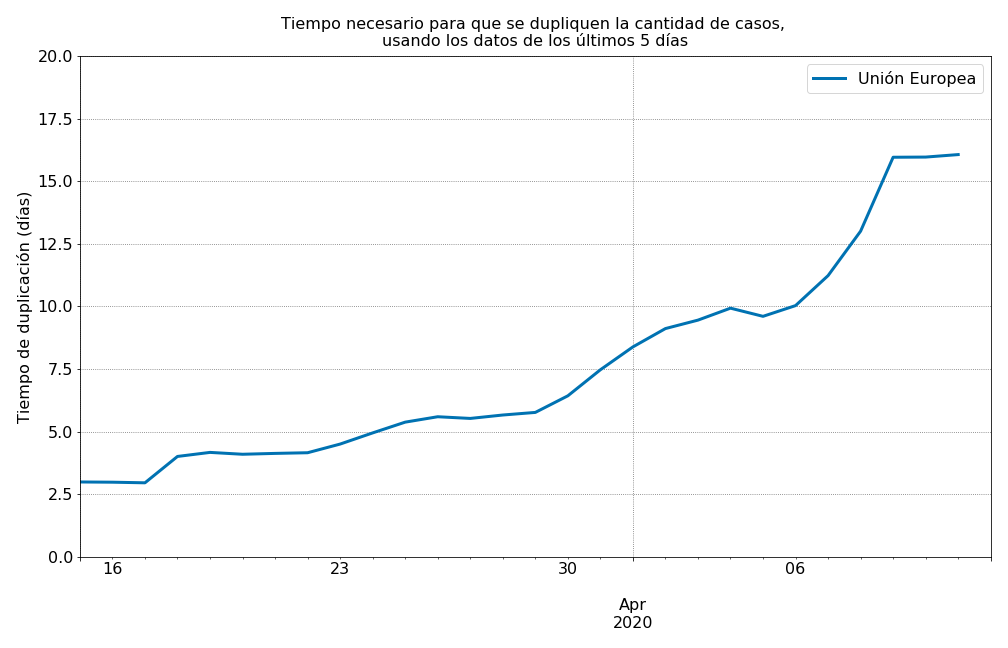 Tiempo necesario para que se dupliquen la cantidad de casos,
usando los datos de los últimos 5 días
Unión Europea
Tiempo de duplicación (días)
20.0
17.5
15.0
12.5
10.0
7.5
5.0
2.5
0.0
16
23
30
06
Apr
2020